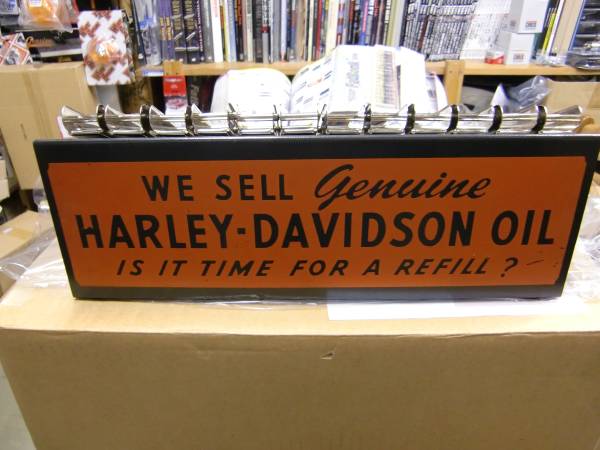 WE SELL Genuine
HARLEY-DAVIDSON OIL
IS IT TIME FOR A REFILL?